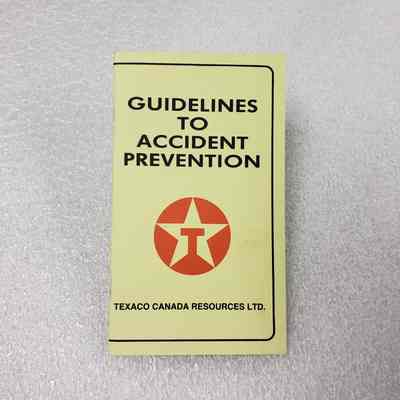 GUIDELINES
TO
ACCIDENT
PREVENTION
T
TEXACO CANADA RESOURCES LTD.